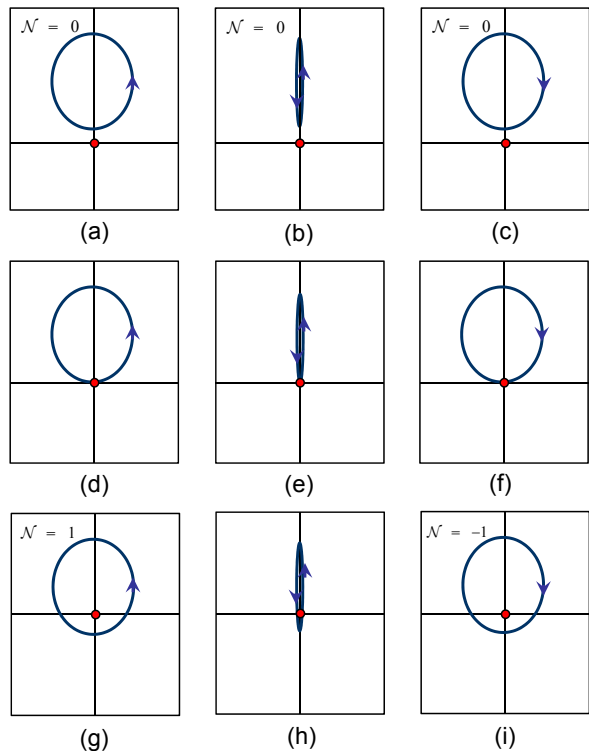 𝒩 = 0
𝒩 = 0
𝒩 = 0
(a)
(b)
(c)
(d)
(e)
(f)
𝒩 = 1
𝒩 = −1
(g)
(h)
(i)